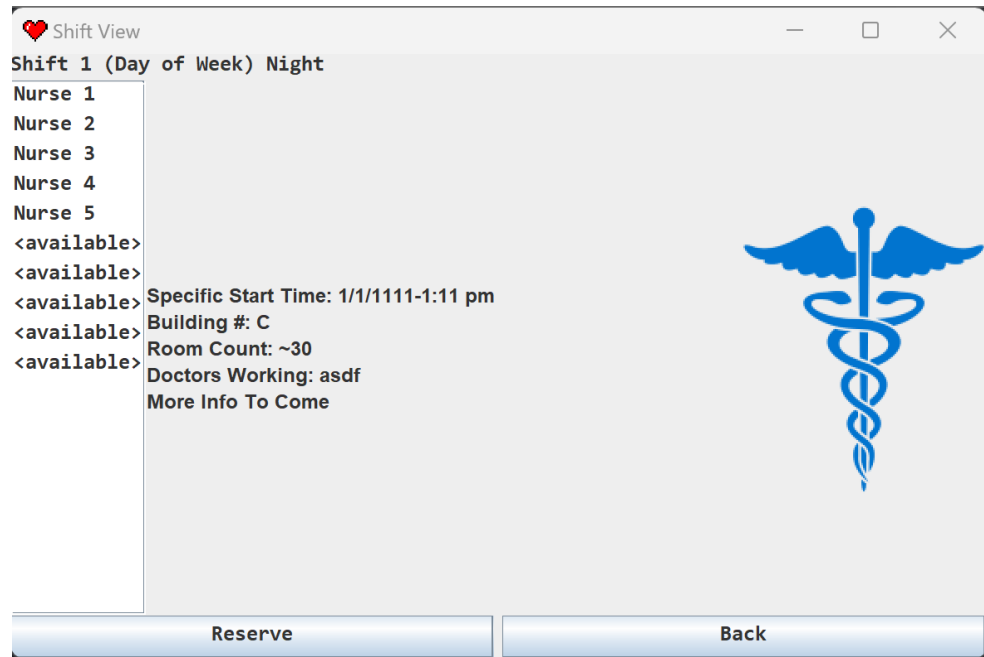 Shift View
Shift 1 (Day of Week) Night
Nurse 1
Nurse 2
Nurse 3
Nurse 4
Nurse 5
<available>
<available>
<available>
<available>
<available>
Specific Start Time: 1/1/1111-1:11 pm
Building #: C
Room Count: ~30
Doctors Working: asdf
More Info To Come
Reserve
Back